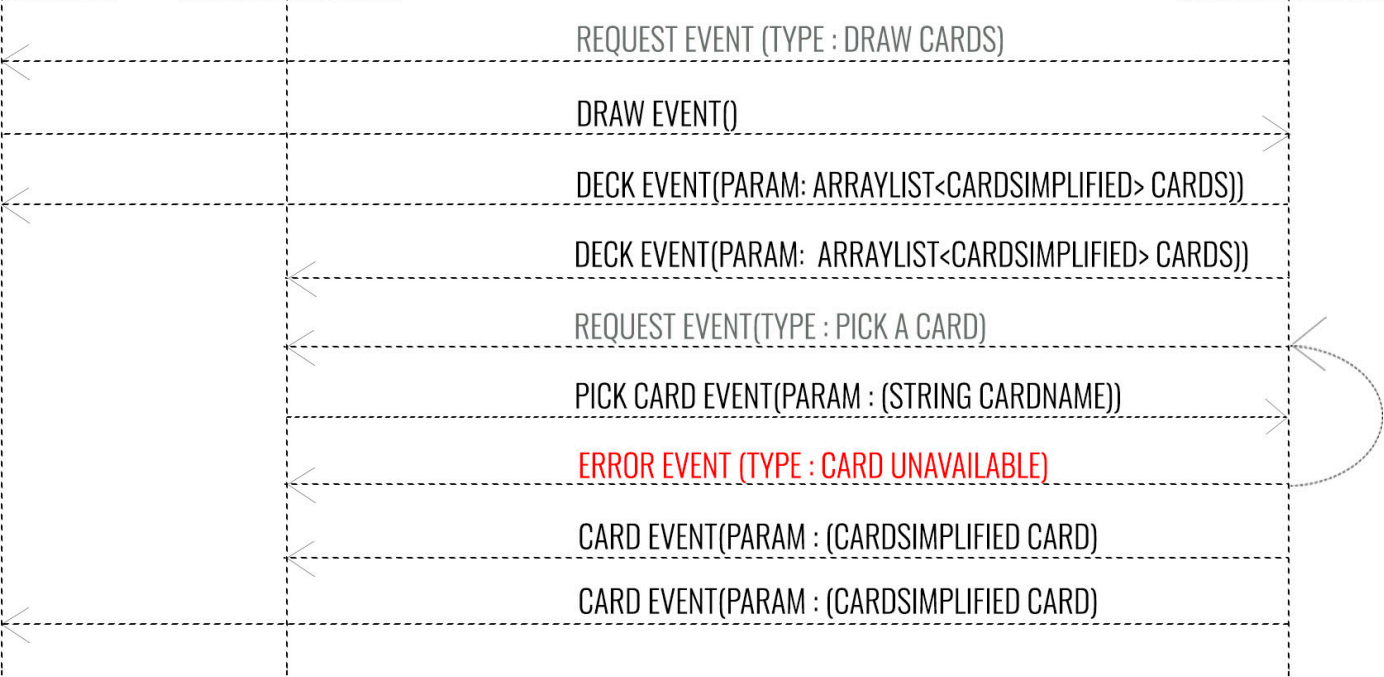 REQUEST EVENT (TYPE : DRAW CARDS)
DRAW EVENT()
DECK EVENT(PARAM: ARRAYLIST<CARDSIMPLIFIED> CARDS))
DECK EVENT(PARAM: ARRAYLIST<CARDSIMPLIFIED> CARDS))
REQUEST EVENT(TYPE : PICK A CARD)
PICK CARD EVENT(PARAM : (STRING CARDNAME))
ERROR EVENT (TYPE : CARD UNAVAILABLE)
CARD EVENT(PARAM : (CARDSIMPLIFIED CARD)
CARD EVENT(PARAM : (CARDSIMPLIFIED CARD)